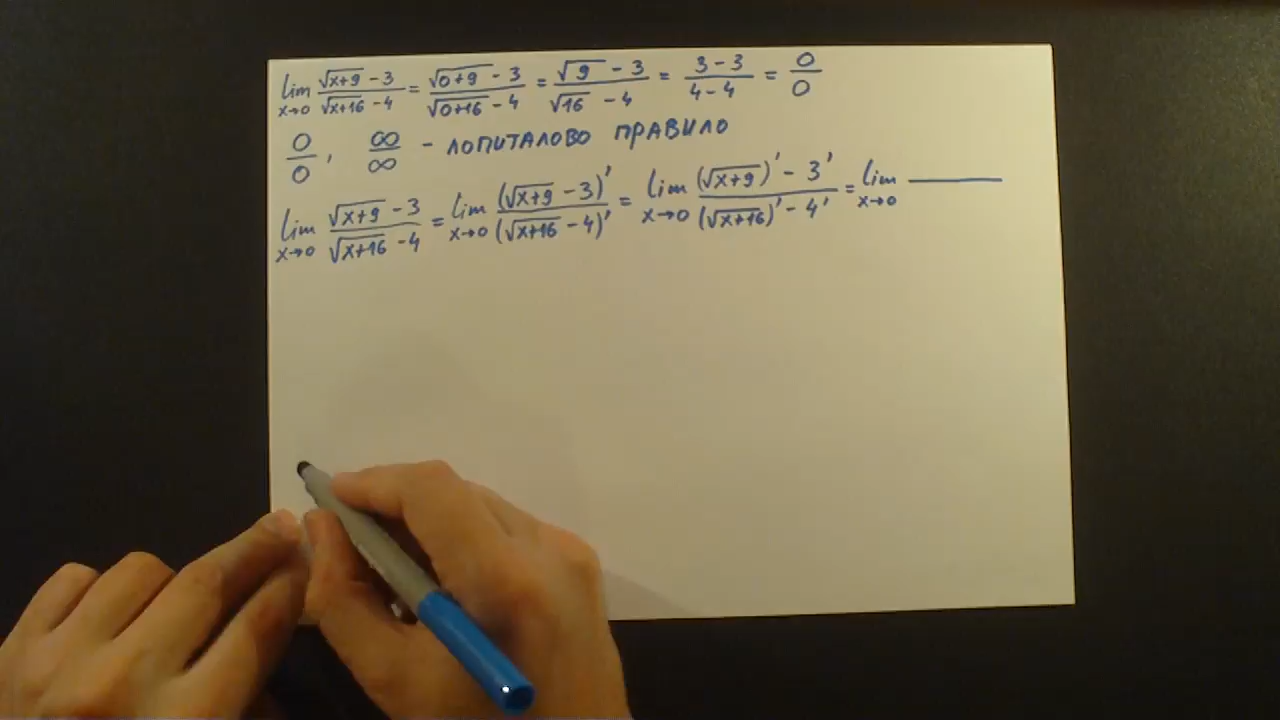 lim x→0 (√(x+9) - 3)/(√(x+16) - 4) = (√(0+9) - 3)/(√(0+16) - 4) = (√9 - 3)/(√16 - 4) = (3 - 3)/(4 - 4) = 0/0
0/0, ∞/∞ - ЛОПИТАЛОВО ПРАВИЛО
lim x→0 (√(x+9) - 3)/(√(x+16) - 4) = lim x→0 (√(x+9) - 3)'/(√(x+16) - 4)' = lim x→0 ((√(x+9))' - 3')/((√(x+16))' - 4') = lim x→0